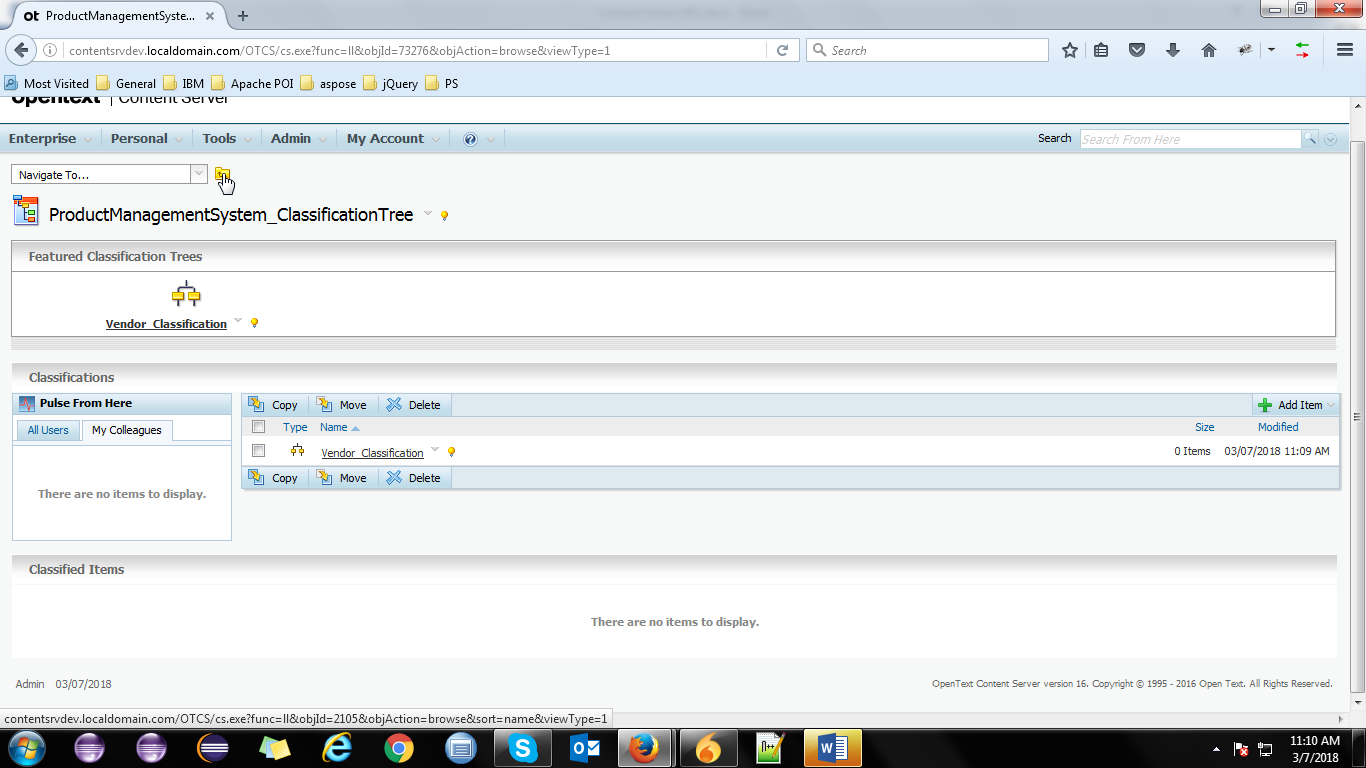 ot ProductManagementSystem... × +
contentsrvdev.localdomain.com/OTCS/cs.exe?func=ll&objId=73276&objAction=browse&viewType=1
Search
Most Visited General IBM Apache POI aspose jQuery PS
opentext | Content Server
Enterprise Personal Tools Admin My Account ?
Search Search From Here
Navigate To...
ProductManagementSystem_ClassificationTree
Featured Classification Trees
Vendor_Classification
Classifications
Pulse From Here
All Users My Colleagues
There are no items to display.
Copy Move Delete Add Item
Type Name Size Modified
Vendor_Classification 0 Items 03/07/2018 11:09 AM
Copy Move Delete
Classified Items
There are no items to display.
Admin 03/07/2018 OpenText Content Server version 16. Copyright © 1995 - 2016 Open Text. All Rights Reserved.
contentsrvdev.localdomain.com/OTCS/cs.exe?func=ll&objId=2105&objAction=browse&sort=name&viewType=1
11:10 AM
3/7/2018